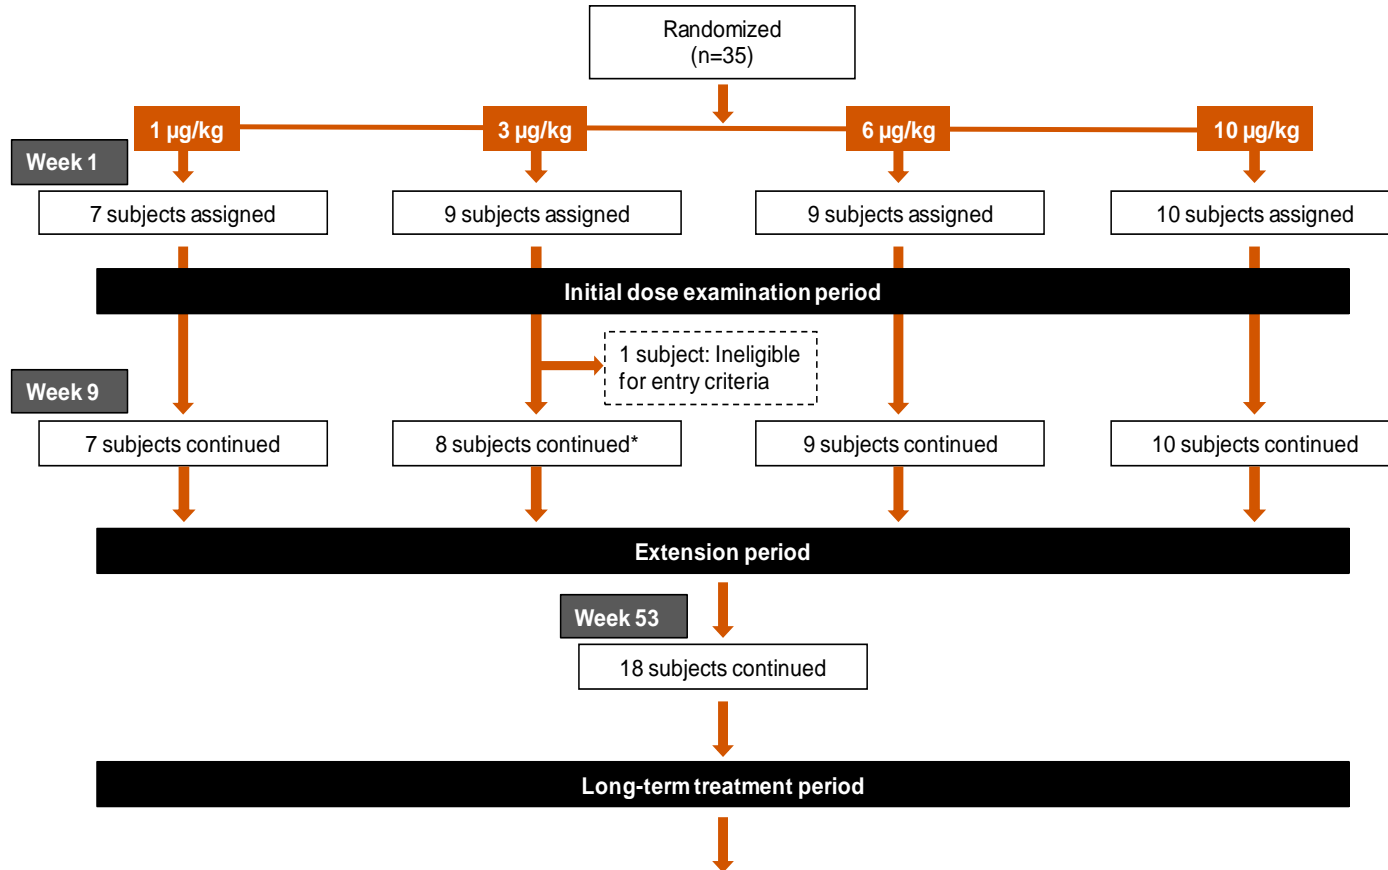 Randomized
(n=35)
1 µg/kg
3 µg/kg
6 µg/kg
10 µg/kg
Week 1
7 subjects assigned
9 subjects assigned
9 subjects assigned
10 subjects assigned
Initial dose examination period
1 subject: Ineligible
for entry criteria
Week 9
7 subjects continued
8 subjects continued*
9 subjects continued
10 subjects continued
Extension period
Week 53
18 subjects continued
Long-term treatment period